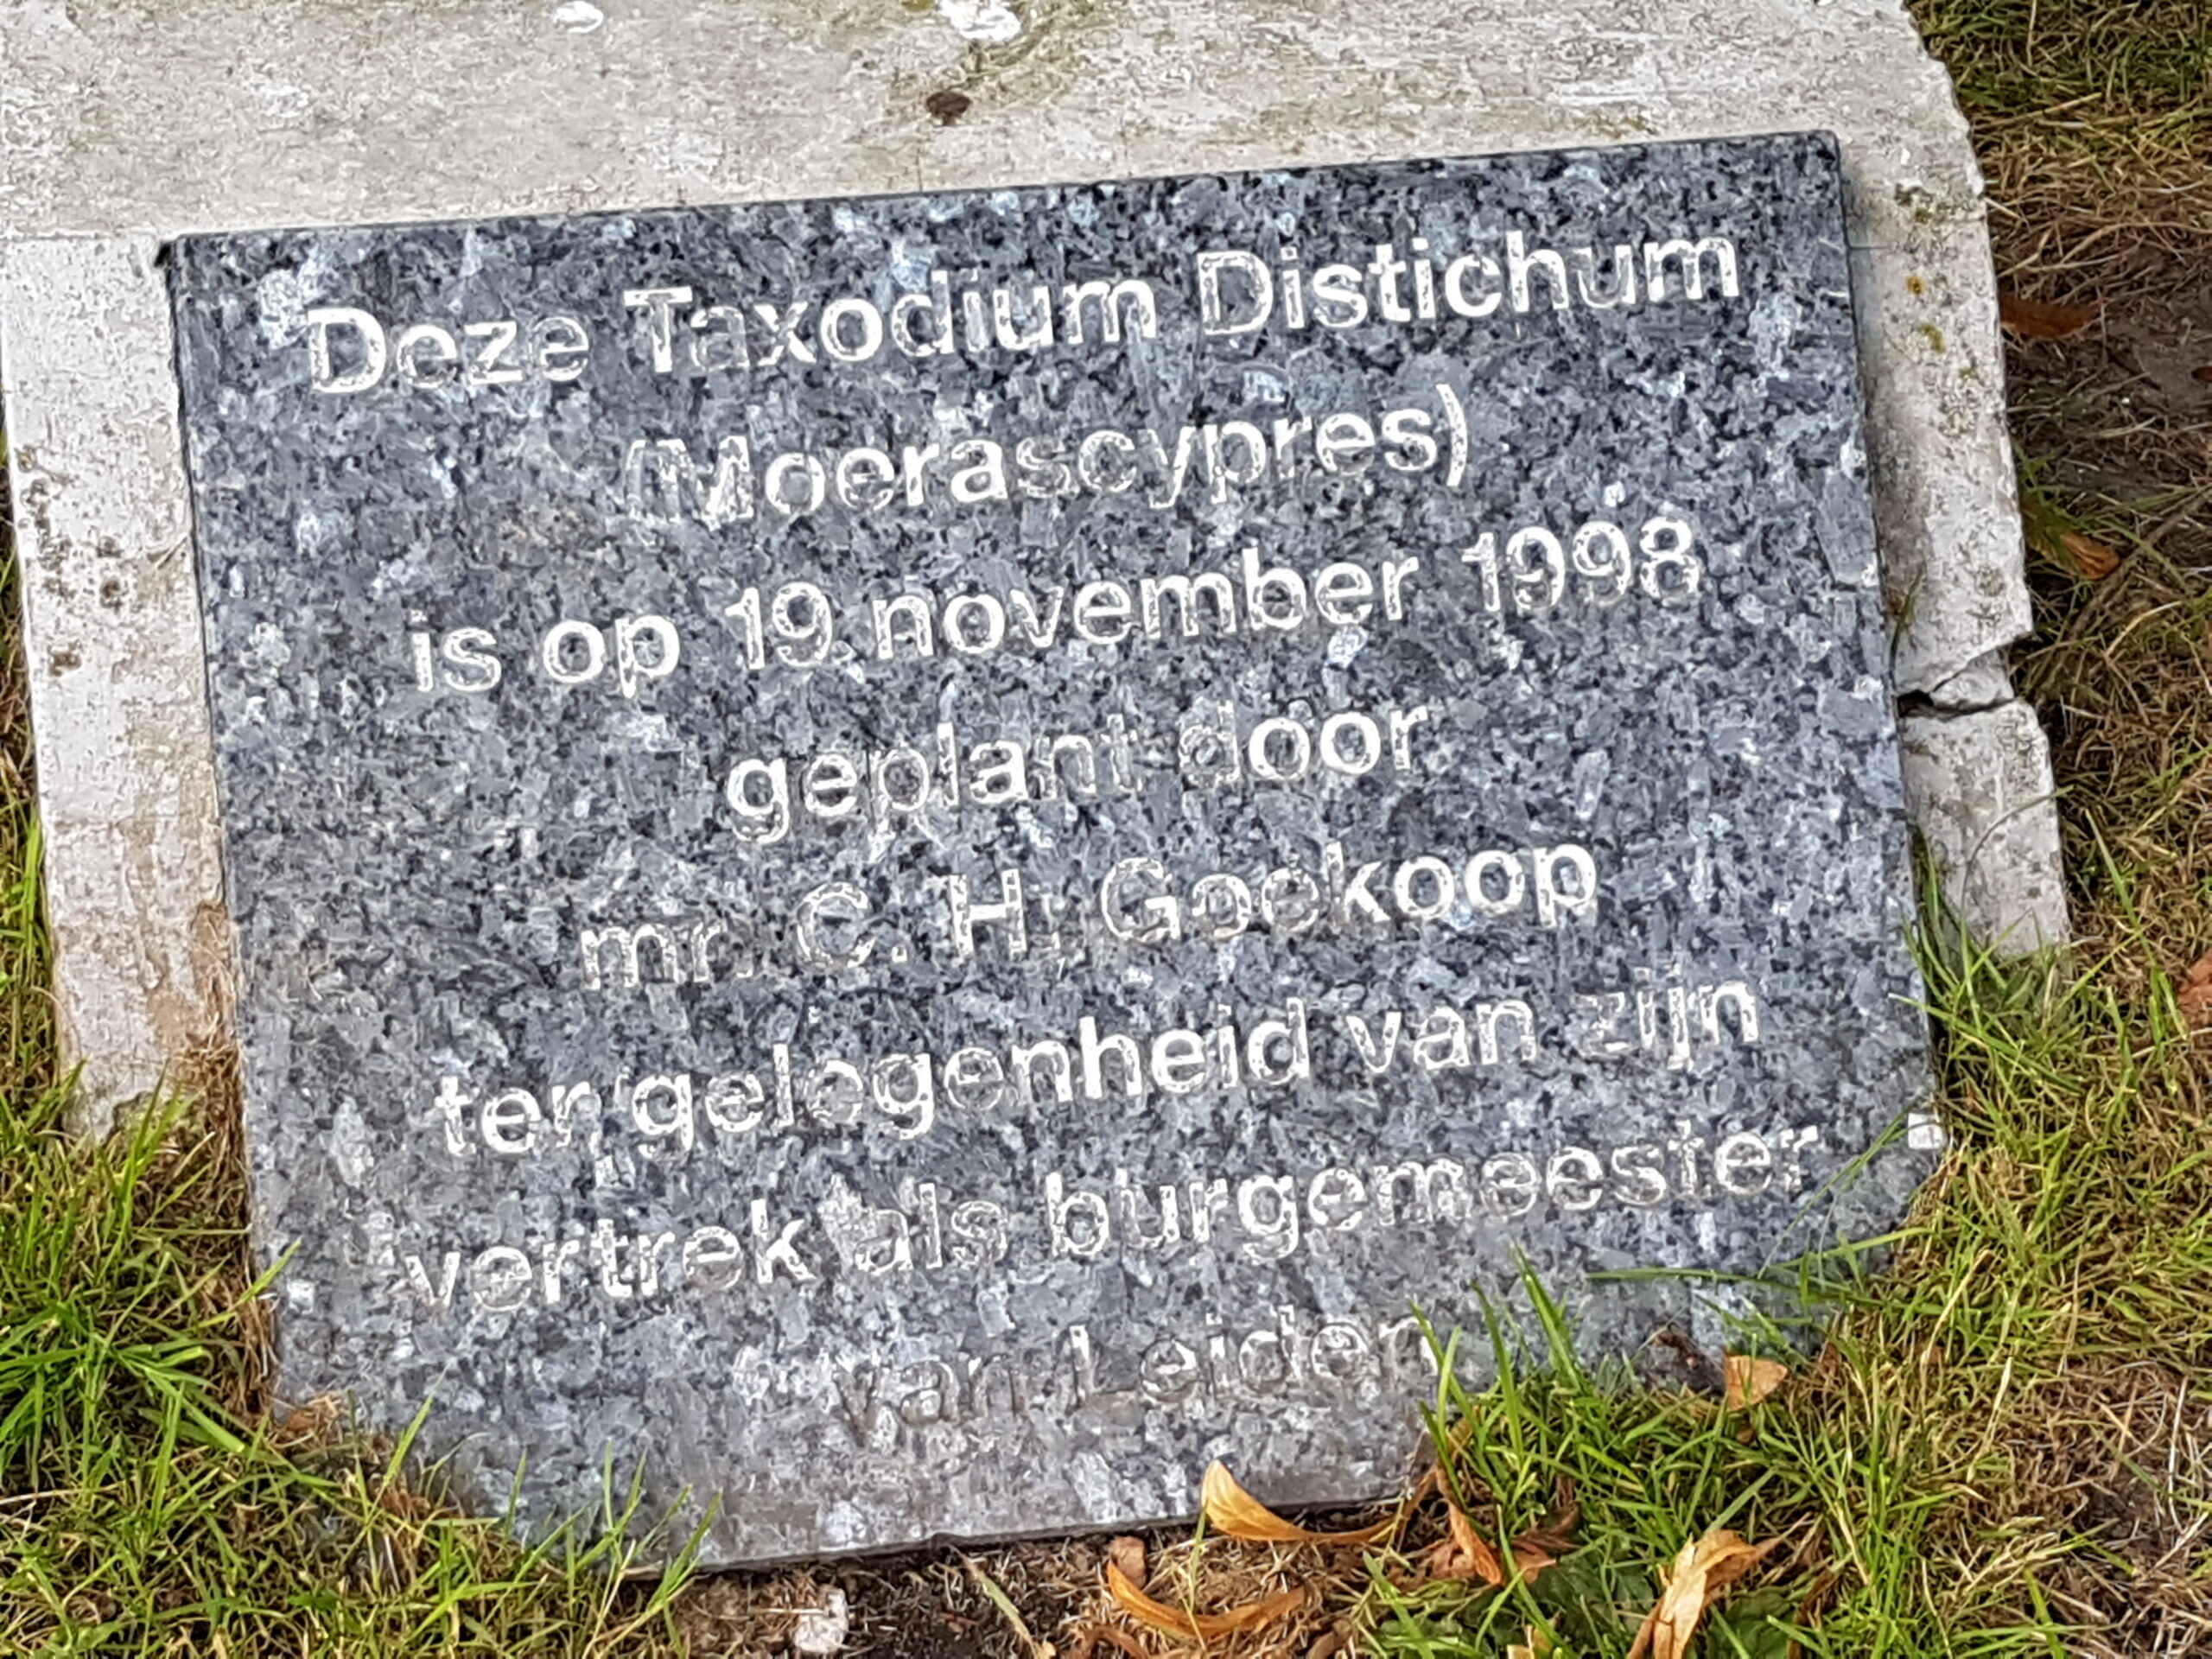 Deze Taxodium Distichum
(Moerascypres)
is op 19 november 1998
geplant door
mr. C. H. Goekoop
ter gelegenheid van zijn
vertrek als burgemeester
van Leiden